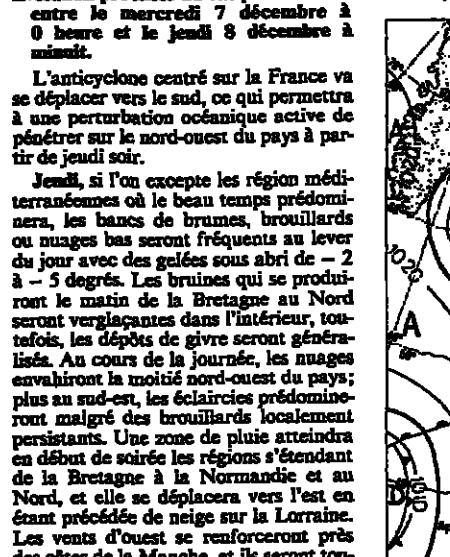 entre le mercredi 7 décembre à
0 heure et le jeudi 8 décembre à
minuit.
L'anticyclone centré sur la France va
se déplacer vers le sud, ce qui permettra
à une perturbation océanique active de
pénétrer sur le nord-ouest du pays à par-
tir de jeudi soir.
Jeudi, si l'on excepte les région médi-
terranéennes où le beau temps prédomi-
nera, les bancs de brumes, brouillards
ou nuages bas seront fréquents au lever
du jour avec des gelées sous abri de – 2
à – 5 degrés. Les bruines qui se produi-
ront le matin de la Bretagne au Nord
seront verglaçantes dans l'intérieur, tou-
tefois, les dépôts de givre seront généra-
lisés. Au cours de la journée, les nuages
envahiront la moitié nord-ouest du pays;
plus au sud-est, les éclaircies prédomine-
ront malgré des brouillards localement
persistants. Une zone de pluie atteindra
en début de soirée les régions s'étendant
de la Bretagne à la Normandie et au
Nord, et elle se déplacera vers l'est en
étant précédée de neige sur la Lorraine.
Les vents d'ouest se renforceront près
des côtes de la Manche, et ils seront tou-
1020
A
D